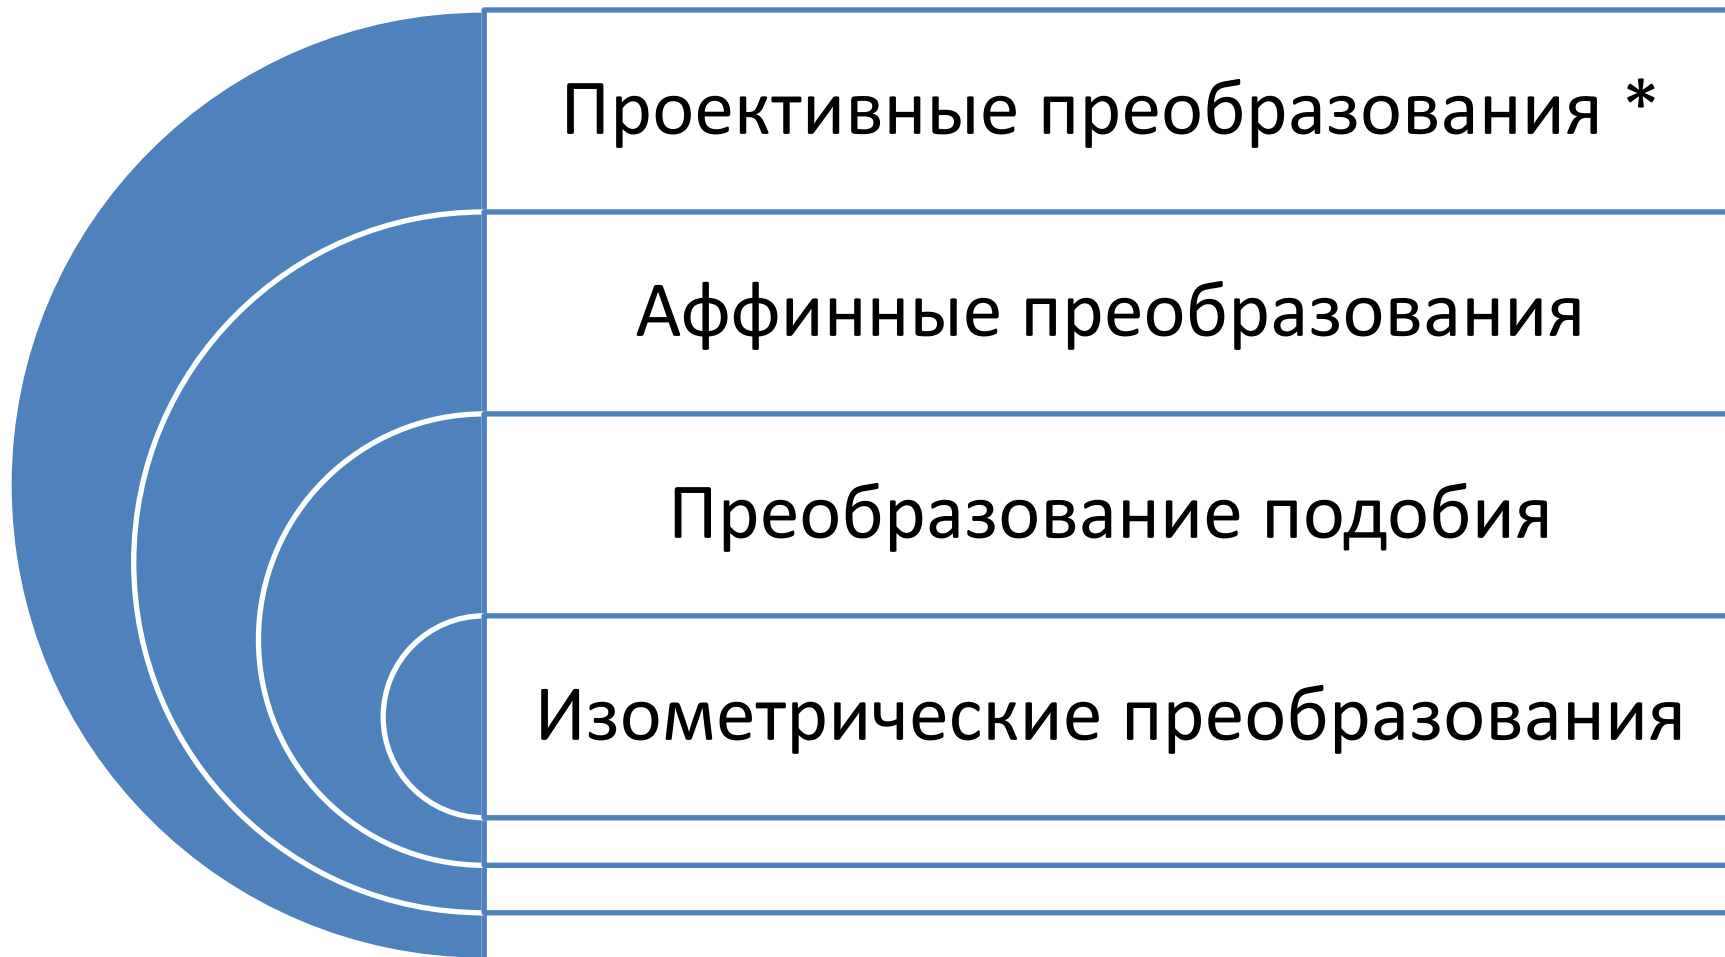 Проективные преобразования *
Аффинные преобразования
Преобразование подобия
Изометрические преобразования